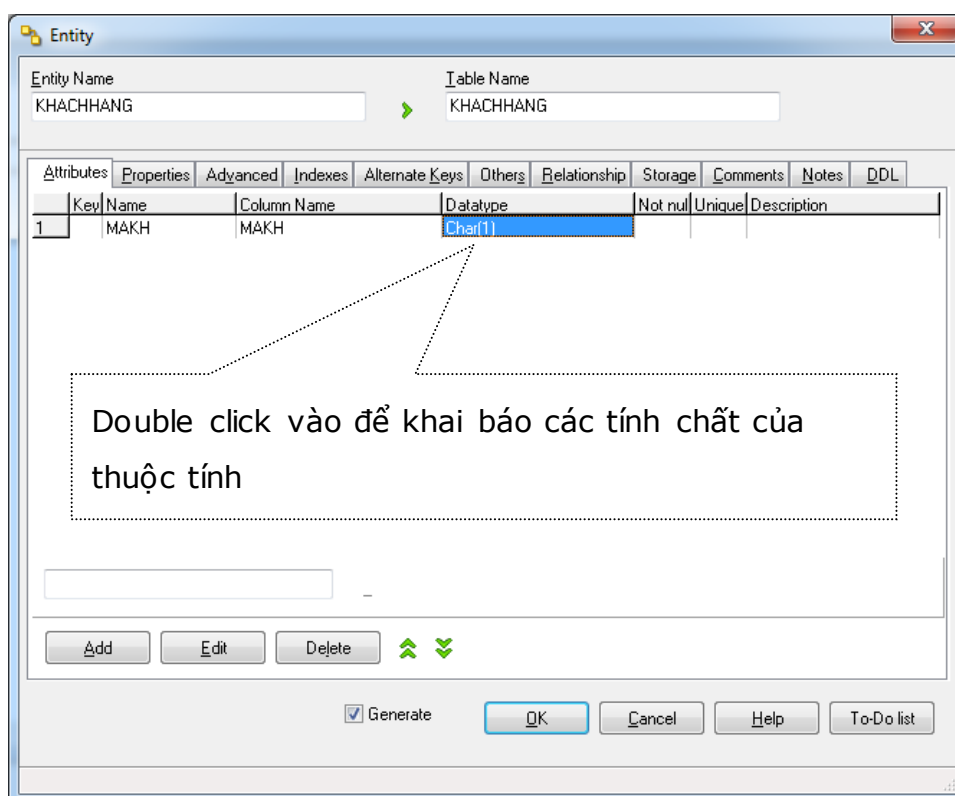 Entity
Entity Name Table Name
KHACHHANG KHACHHANG
Attributes Properties Advanced Indexes Alternate Keys Others Relationship Storage Comments Notes DDL
Key Name Column Name Datatype Not nul Unique Description
1 MAKH MAKH Char(1)
Double click vào để khai báo các tính chất của
thuộc tính
Add Edit Delete
Generate OK Cancel Help To-Do list